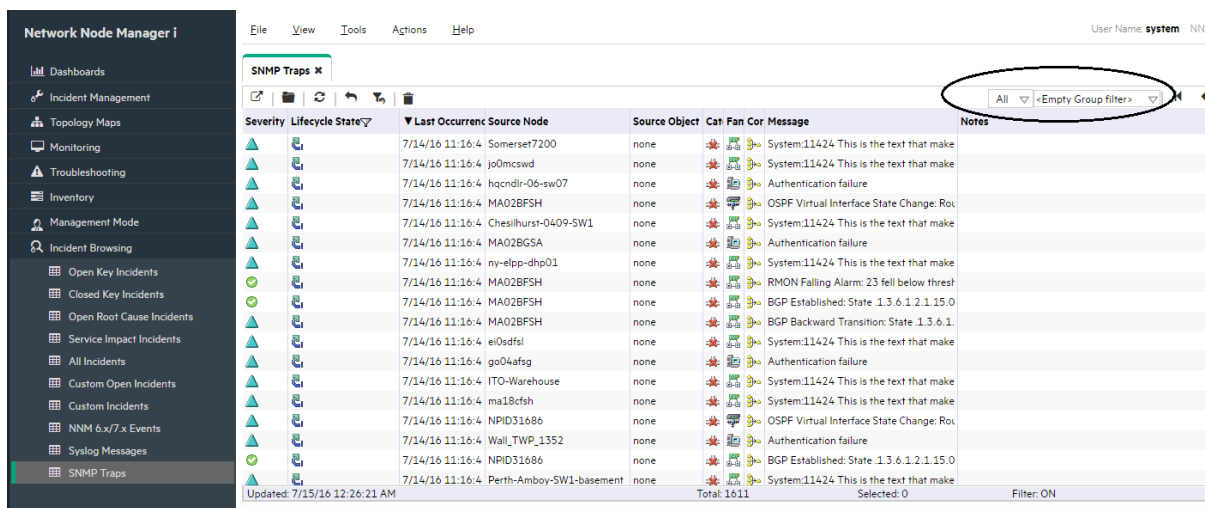 Network Node Manager i
File View Tools Actions Help
User Name: system NN
Dashboards
Incident Management
Topology Maps
Monitoring
Troubleshooting
Inventory
Management Mode
Incident Browsing
Open Key Incidents
Closed Key Incidents
Open Root Cause Incidents
Service Impact Incidents
All Incidents
Custom Open Incidents
Custom Incidents
NNM 6.x/7.x Events
Syslog Messages
SNMP Traps
SNMP Traps
All <Empty Group filter>
Severity Lifecycle State Last Occurrenc Source Node Source Object Cat Fan Cor Message Notes
7/14/16 11:16:4 Somerset7200 none System:11424 This is the text that make
7/14/16 11:16:4 jo0mcswd none System:11424 This is the text that make
7/14/16 11:16:4 hqcndlr-06-sw07 none Authentication failure
7/14/16 11:16:4 MA02BFSH none OSPF Virtual Interface State Change: Rou
7/14/16 11:16:4 Chesilhurst-0409-SW1 none System:11424 This is the text that make
7/14/16 11:16:4 MA02BGSA none Authentication failure
7/14/16 11:16:4 ny-elpp-dhp01 none System:11424 This is the text that make
7/14/16 11:16:4 MA02BFSH none RMON Falling Alarm: 23 fell below thresh
7/14/16 11:16:4 MA02BFSH none BGP Established: State .1.3.6.1.2.1.15.0
7/14/16 11:16:4 MA02BFSH none BGP Backward Transition: State .1.3.6.1.
7/14/16 11:16:4 ei0sdfsl none System:11424 This is the text that make
7/14/16 11:16:4 go04afsg none Authentication failure
7/14/16 11:16:4 ITO-Warehouse none System:11424 This is the text that make
7/14/16 11:16:4 ma18cfsh none System:11424 This is the text that make
7/14/16 11:16:4 NPID31686 none OSPF Virtual Interface State Change: Rou
7/14/16 11:16:4 Wall_TWP_1352 none Authentication failure
7/14/16 11:16:4 NPID31686 none BGP Established: State .1.3.6.1.2.1.15.0
7/14/16 11:16:4 Perth-Amboy-SW1-basement none System:11424 This is the text that make
Updated: 7/15/16 12:26:21 AM Total: 1611 Selected: 0 Filter: ON